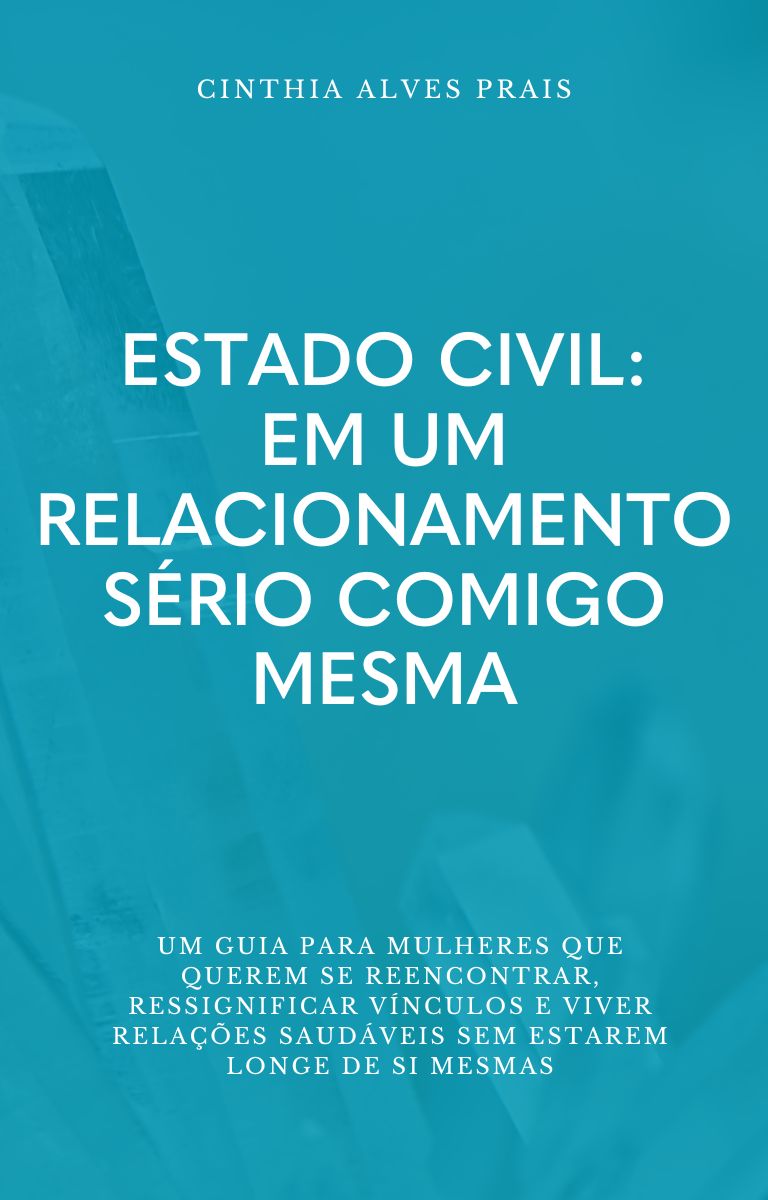 CINTHIA ALVES PRAIS
ESTADO CIVIL:
EM UM
RELACIONAMENTO
SÉRIO COMIGO
MESMA
UM GUIA PARA MULHERES QUE
QUEREM SE REENCONTRAR,
RESSIGNIFICAR VÍNCULOS E VIVER
RELAÇÕES SAUDÁVEIS SEM ESTAREM
LONGE DE SI MESMAS